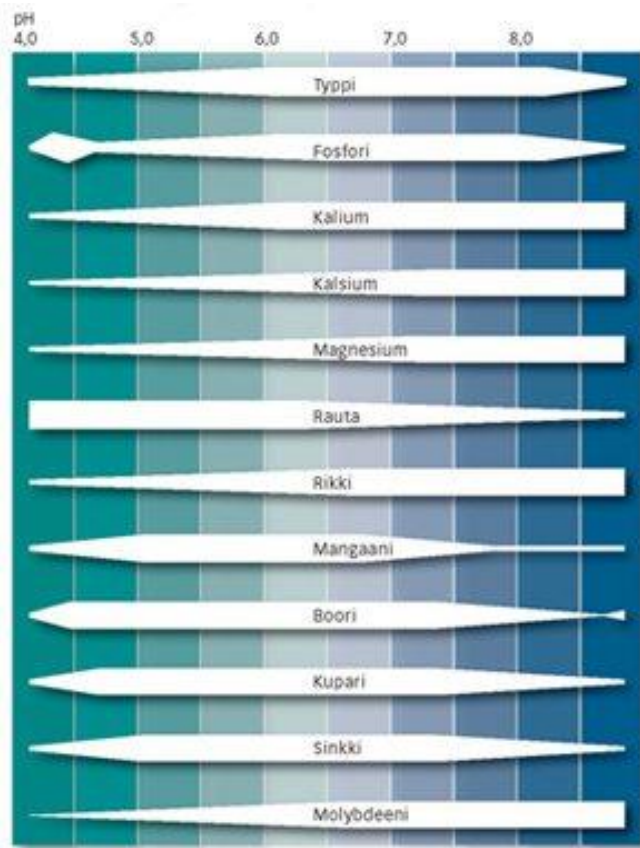 pH
4,0 5,0 6,0 7,0 8,0
Typpi
Fosfori
Kalium
Kalsium
Magnesium
Rauta
Rikki
Mangaani
Boori
Kupari
Sinkki
Molybdeeni